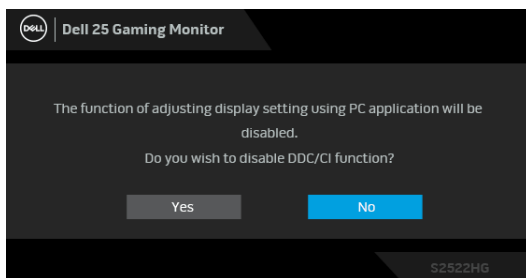 DELL
Dell 25 Gaming Monitor
The function of adjusting display setting using PC application will be
disabled.
Do you wish to disable DDC/CI function?
Yes
No
S2522HG